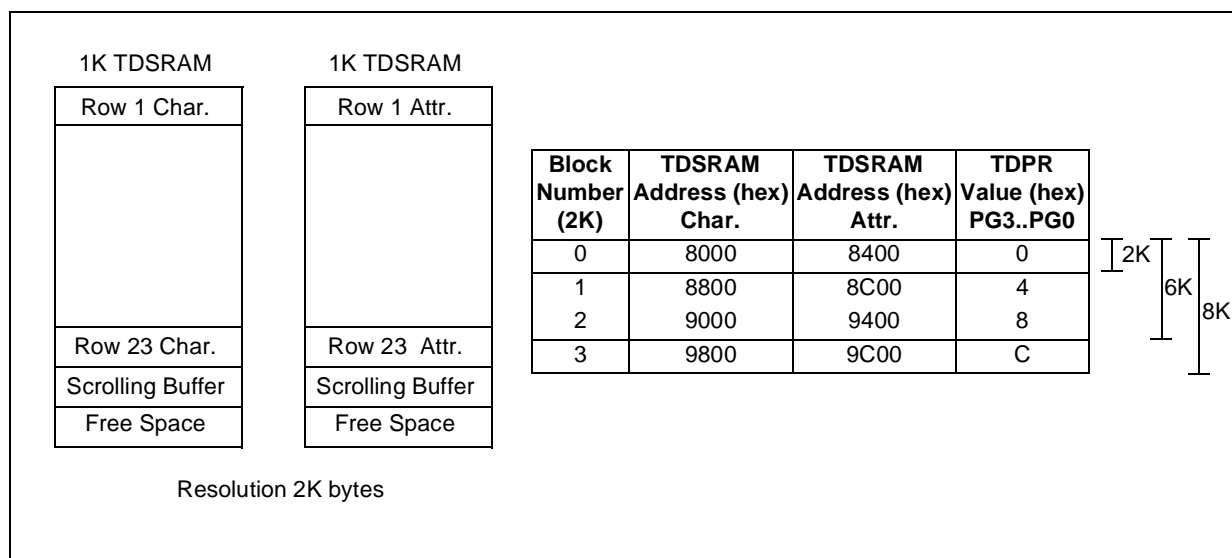 1K TDSRAM
1K TDSRAM
Row 1 Char.
Row 1 Attr.
Row 23 Char.
Row 23 Attr.
Scrolling Buffer
Scrolling Buffer
Free Space
Free Space
Resolution 2K bytes
Block Number (2K) TDSRAM Address (hex) Char. TDSRAM Address (hex) Attr. TDPR Value (hex) PG3..PG0
0 8000 8400 0
1 8800 8C00 4
2 9000 9400 8
3 9800 9C00 C
2K
6K
8K